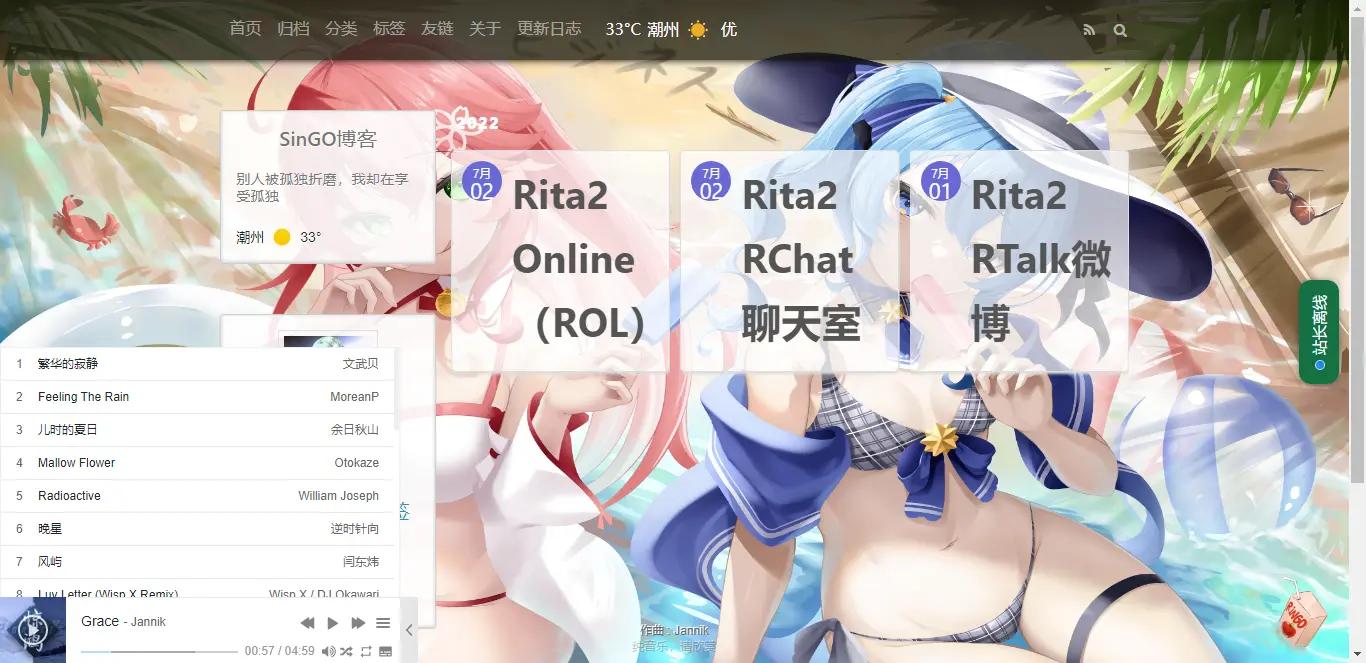 首页 归档 分类 标签 友链 关于 更新日志 33°C 潮州 优
SinGO博客
别人被孤独折磨，我却在享
受孤独
潮州 33°
2022
7月
02
Rita2
Online
（ROL）
7月
02
Rita2
RChat
聊天室
7月
01
Rita2
RTalk微
博
站长离线
1 繁华的寂静 文武贝
2 Feeling The Rain MoreanP
3 儿时的夏日 余日秋山
4 Mallow Flower Otokaze
5 Radioactive William Joseph
6 晚星 逆时针向
7 风屿 闫东炜
8 Luv Letter (Wisp X Remix) Wisp X / DJ Okawari
签
Grace - Jannik
00:57 / 04:59
作曲 : Jannik
纯音乐，请欣赏